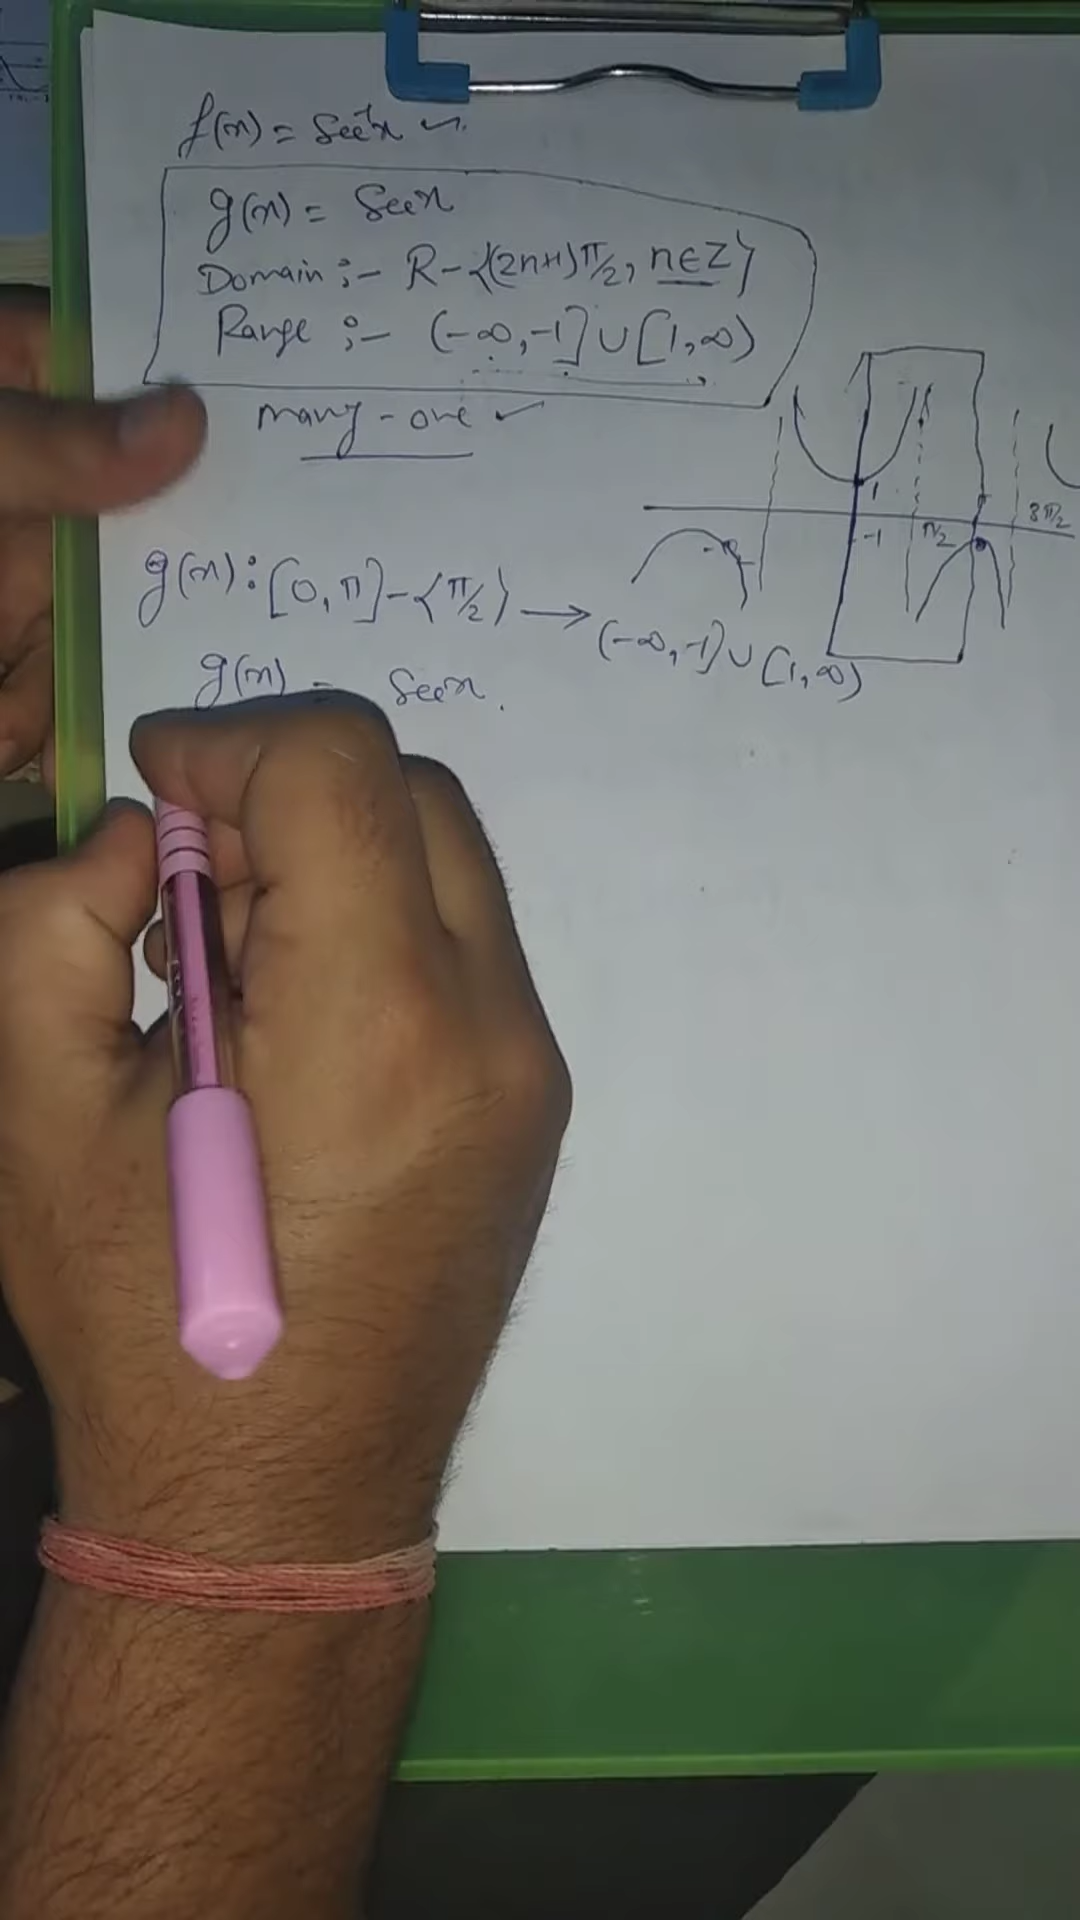 f(x) = Sec⁻¹x
g(x) = Secx
Domain :- R-{(2n+1)π/2, n∈Z}
Range :- (-∞,-1]∪[1,∞)
many-one
1
-1
π/2
3π/2
g(x):[0,π]-{π/2} → (-∞,-1]∪[1,∞)
g(x) = Secx.